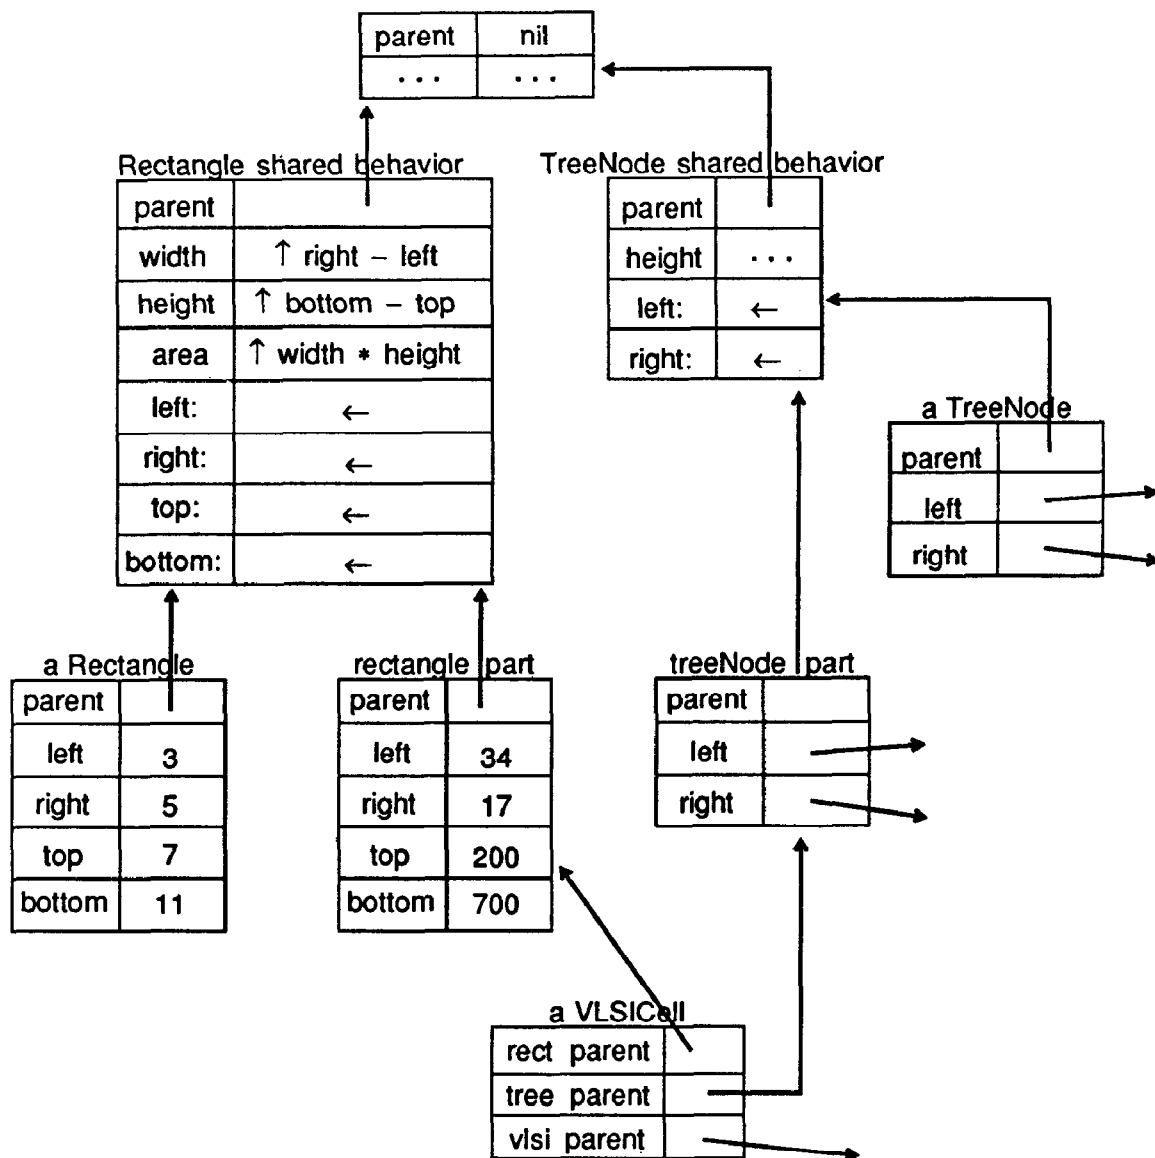 parent nil
· · · · · ·
Rectangle shared behavior
parent
width ↑ right – left
height ↑ bottom – top
area ↑ width * height
left: ←
right: ←
top: ←
bottom: ←
TreeNode shared behavior
parent
height · · ·
left: ←
right: ←
a TreeNode
parent
left
right
a Rectangle
parent
left 3
right 5
top 7
bottom 11
rectangle part
parent
left 34
right 17
top 200
bottom 700
treeNode part
parent
left
right
a VLSICell
rect parent
tree parent
vlsi parent